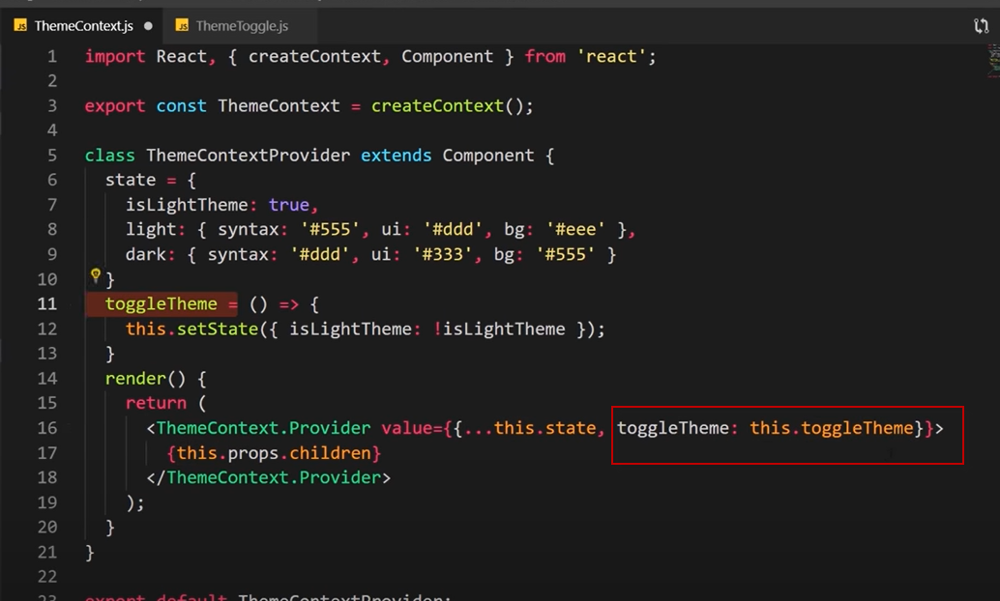 ThemeContext.js ThemeToggle.js
1 import React, { createContext, Component } from 'react';
2
3 export const ThemeContext = createContext();
4
5 class ThemeContextProvider extends Component {
6 state = {
7 isLightTheme: true,
8 light: { syntax: '#555', ui: '#ddd', bg: '#eee' },
9 dark: { syntax: '#ddd', ui: '#333', bg: '#555' }
10 }
11 toggleTheme = () => {
12 this.setState({ isLightTheme: !isLightTheme });
13 }
14 render() {
15 return (
16 <ThemeContext.Provider value={{...this.state, toggleTheme: this.toggleTheme}}>
17 {this.props.children}
18 </ThemeContext.Provider>
19 );
20 }
21 }
22
23 export default ThemeContextProvider;